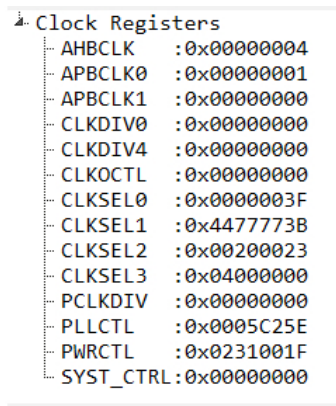 Clock Registers
AHBCLK :0x00000004
APBCLK0 :0x00000001
APBCLK1 :0x00000000
CLKDIV0 :0x00000000
CLKDIV4 :0x00000000
CLKOCTL :0x00000000
CLKSEL0 :0x0000003F
CLKSEL1 :0x4477773B
CLKSEL2 :0x00200023
CLKSEL3 :0x04000000
PCLKDIV :0x00000000
PLLCTL :0x0005C25E
PWRCTL :0x0231001F
SYST_CTRL:0x00000000